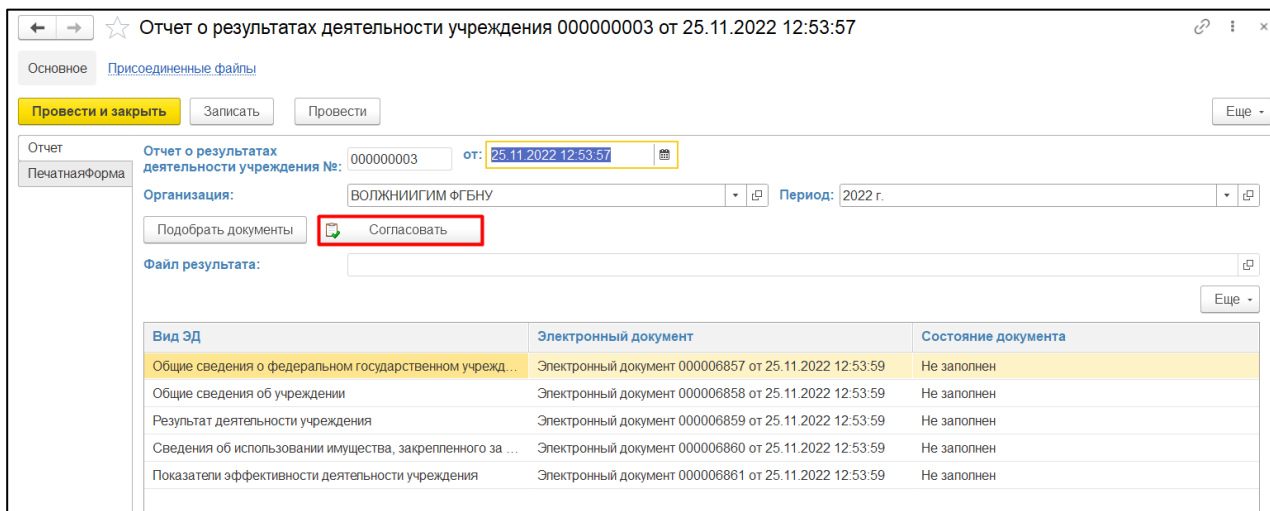 Отчет о результатах деятельности учреждения 000000003 от 25.11.2022 12:53:57
Основное Присоединенные файлы
Провести и закрыть Записать Провести Еще
Отчет
ПечатнаяФорма
Отчет о результатах
деятельности учреждения №: 000000003 от: 25.11.2022 12:53:57
Организация: ВОЛЖНИИГИМ ФГБНУ Период: 2022 г.
Подобрать документы Согласовать
Файл результата:
Еще
Вид ЭД Электронный документ Состояние документа
Общие сведения о федеральном государственном учрежд... Электронный документ 000006857 от 25.11.2022 12:53:59 Не заполнен
Общие сведения об учреждении Электронный документ 000006858 от 25.11.2022 12:53:59 Не заполнен
Результат деятельности учреждения Электронный документ 000006859 от 25.11.2022 12:53:59 Не заполнен
Сведения об использовании имущества, закрепленного за ... Электронный документ 000006860 от 25.11.2022 12:53:59 Не заполнен
Показатели эффективности деятельности учреждения Электронный документ 000006861 от 25.11.2022 12:53:59 Не заполнен